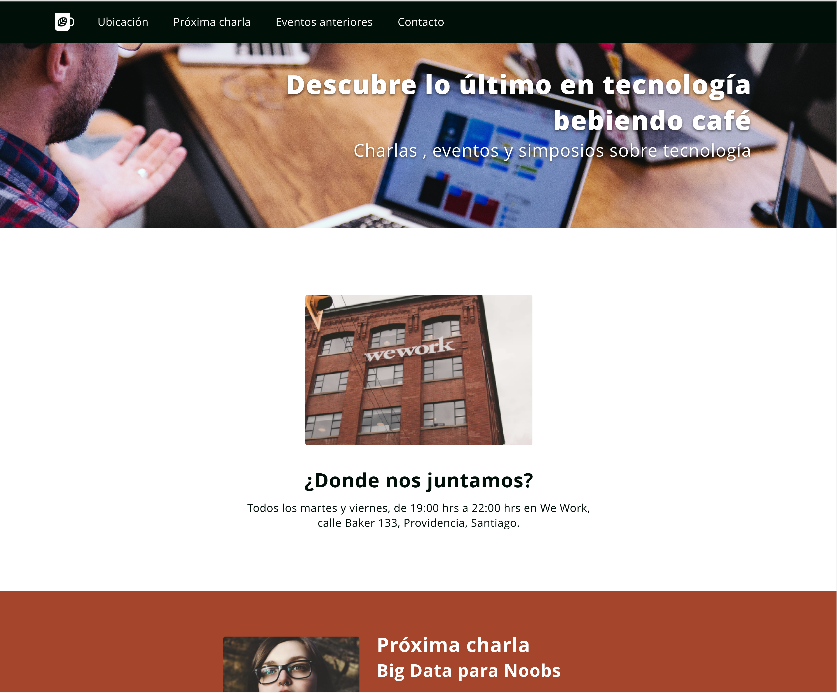 Ubicación Próxima charla Eventos anteriores Contacto
Descubre lo último en tecnología
bebiendo café
Charlas , eventos y simposios sobre tecnología
wework
¿Donde nos juntamos?
Todos los martes y viernes, de 19:00 hrs a 22:00 hrs en We Work,
calle Baker 133, Providencia, Santiago.
Próxima charla
Big Data para Noobs